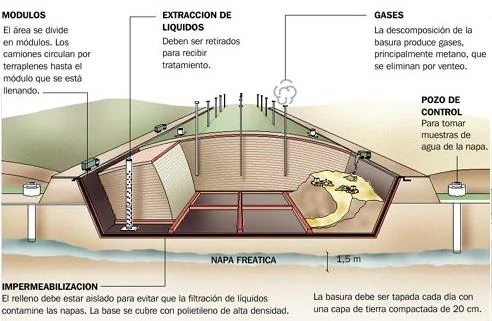 MODULOS
El área se divide
en módulos. Los
camiones circulan por
terraplenes hasta el
módulo que se está
llenando.
EXTRACCION DE
LIQUIDOS
Deben ser retirados
para recibir
tratamiento.
GASES
La descomposición de la
basura produce gases,
principalmente metano, que
se eliminan por venteo.
POZO DE
CONTROL
Para tomar
muestras de
agua de la napa.
NAPA FREATICA
1,5 m
IMPERMEABILIZACION
El relleno debe estar aislado para evitar que la filtración de líquidos
contamine las napas. La base se cubre con polietileno de alta densidad.
La basura debe ser tapada cada día con
una capa de tierra compactada de 20 cm.